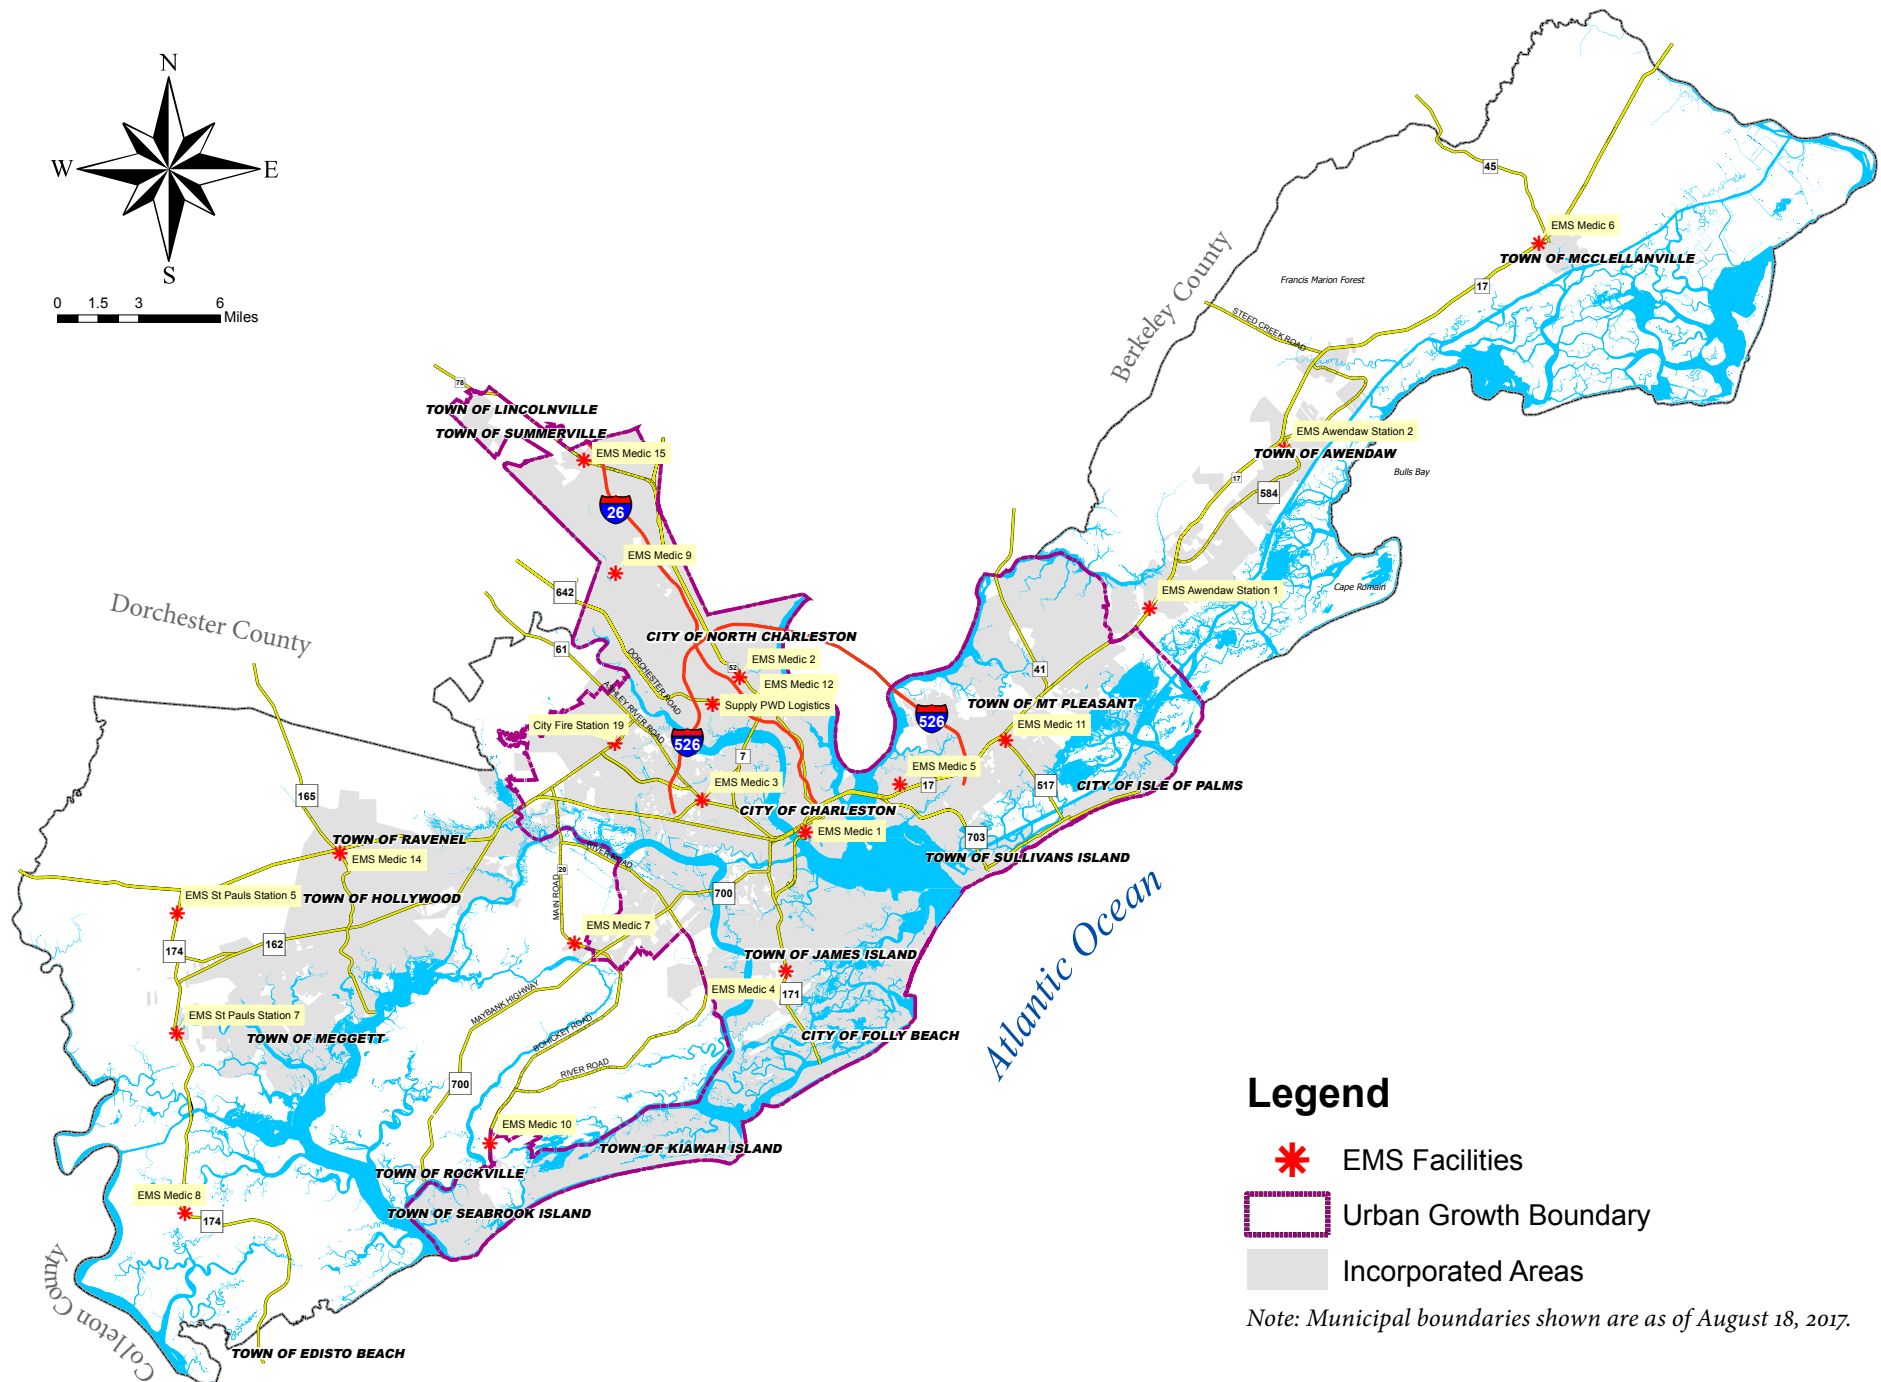 N
W
E
S
0 1.5 3 6
Miles
Berkeley County
Dorchester County
Colleton County
Atlantic Ocean
45
EMS Medic 6
TOWN OF MCCLELLANVILLE
Francis Marion Forest
17
STEED CREEK ROAD
78
TOWN OF LINCOLNVILLE
TOWN OF SUMMERVILLE
EMS Medic 15
EMS Awendaw Station 2
TOWN OF AWENDAW
Bulls Bay
17
584
26
EMS Medic 9
642
EMS Awendaw Station 1
Cape Romain
CITY OF NORTH CHARLESTON
61
DORCHESTER ROAD
ASHLEY RIVER ROAD
52
EMS Medic 2
EMS Medic 12
Supply PWD Logistics
41
TOWN OF MT PLEASANT
526
EMS Medic 11
City Fire Station 19
526
7
EMS Medic 5
17
517
CITY OF ISLE OF PALMS
EMS Medic 3
165
CITY OF CHARLESTON
EMS Medic 1
703
TOWN OF SULLIVANS ISLAND
TOWN OF RAVENEL
EMS Medic 14
RIVER ROAD
20
MAIN ROAD
700
EMS St Pauls Station 5
TOWN OF HOLLYWOOD
EMS Medic 7
174
162
TOWN OF JAMES ISLAND
EMS Medic 4
171
MAYBANK HIGHWAY
BOHICKET ROAD
EMS St Pauls Station 7
TOWN OF MEGGETT
CITY OF FOLLY BEACH
RIVER ROAD
700
EMS Medic 10
TOWN OF KIAWAH ISLAND
TOWN OF ROCKVILLE
EMS Medic 8
174
TOWN OF SEABROOK ISLAND
TOWN OF EDISTO BEACH
Legend
EMS Facilities
Urban Growth Boundary
Incorporated Areas
Note: Municipal boundaries shown are as of August 18, 2017.